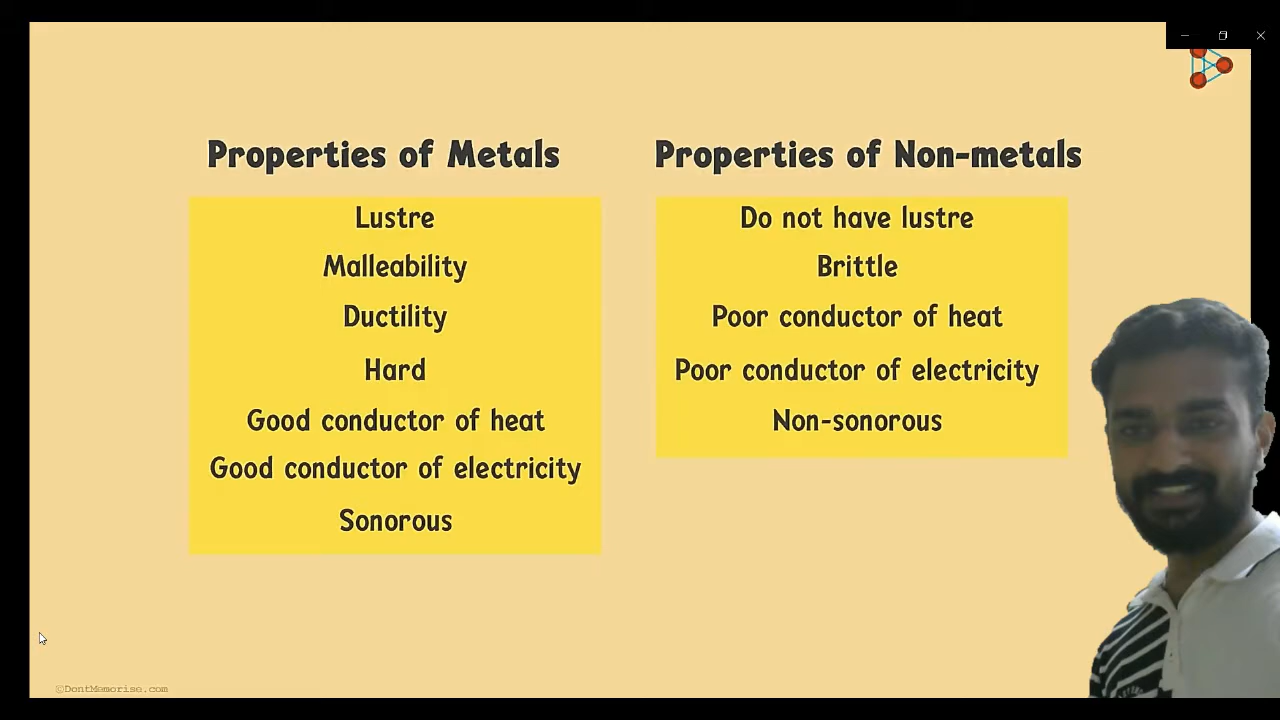 Properties of Metals
Lustre
Malleability
Ductility
Hard
Good conductor of heat
Good conductor of electricity
Sonorous
Properties of Non-metals
Do not have lustre
Brittle
Poor conductor of heat
Poor conductor of electricity
Non-sonorous
©DontMemorise.com